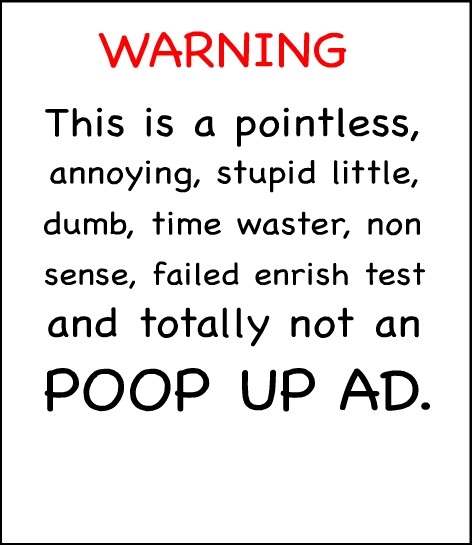 WARNING
This is a pointless,
annoying, stupid little,
dumb, time waster, non
sense, failed enrish test
and totally not an
POOP UP AD.